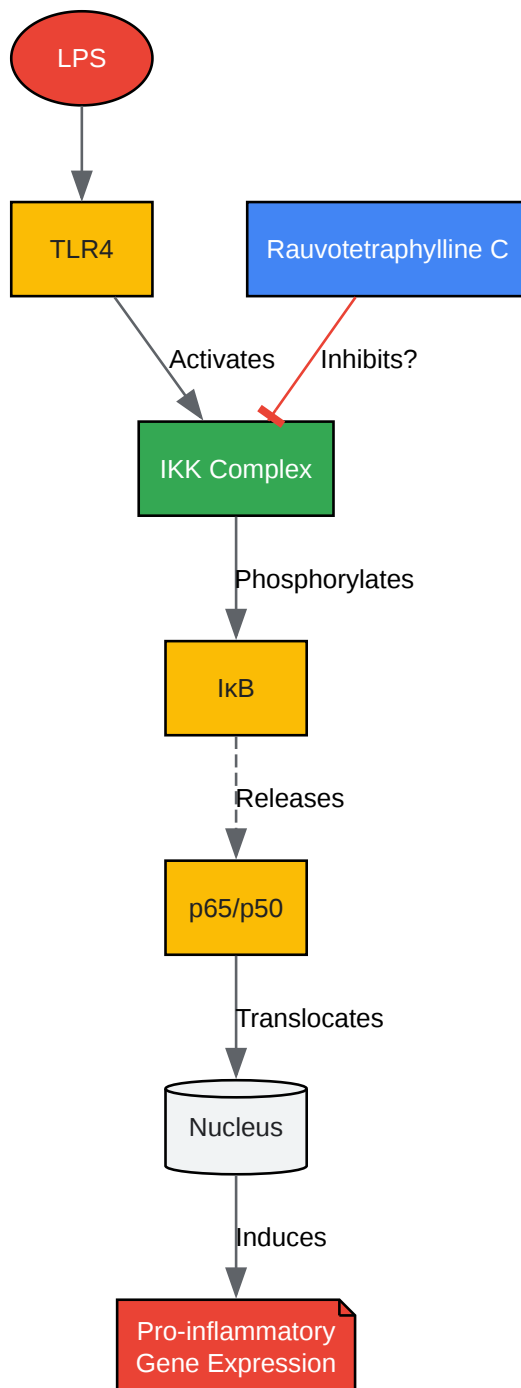 LPS
TLR4
Rauvotetraphylline C
Activates
Inhibits?
IKK Complex
Phosphorylates
IκB
Releases
p65/p50
Translocates
Nucleus
Induces
Pro-inflammatory
Gene Expression